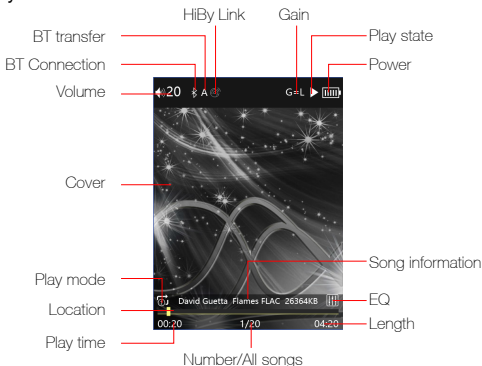 HiBy Link Gain
BT transfer Play state
BT Connection Power
Volume 20 A G=L
Cover
Song information
Play mode
David Guetta Flames FLAC 26364KB EQ
Location
00:20 1/20 04:20 Length
Play time
Number/All songs